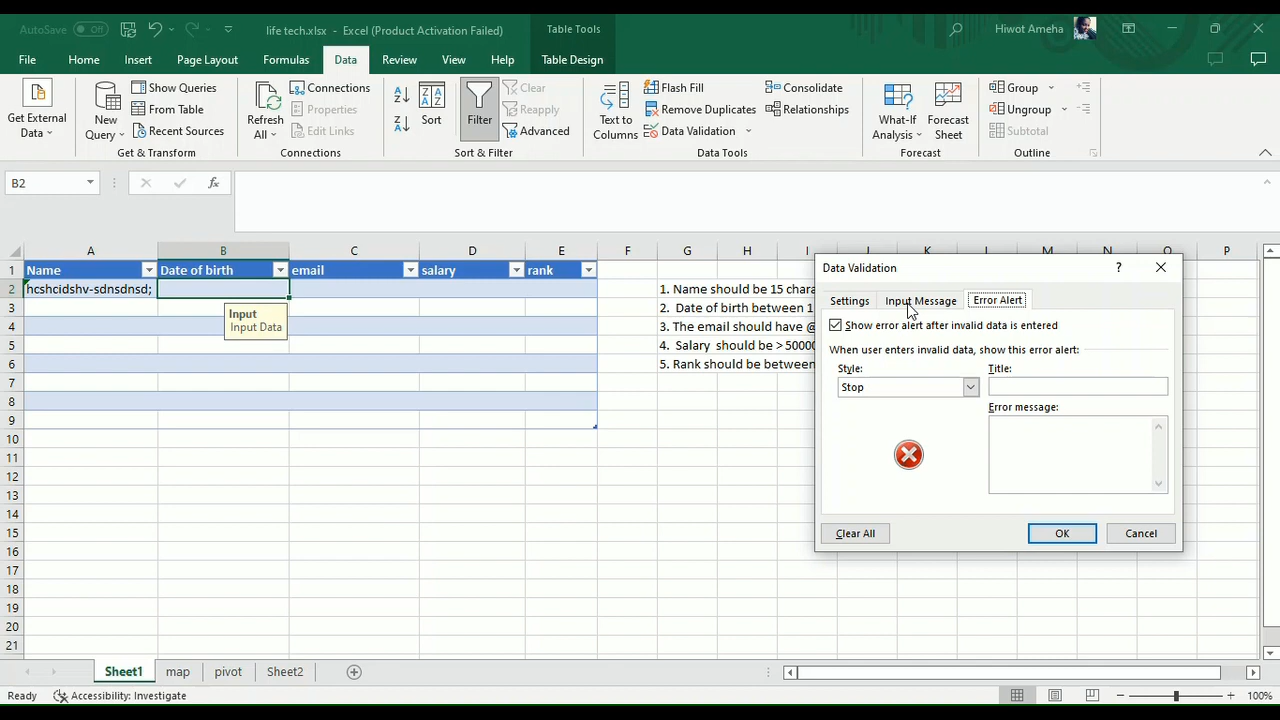 AutoSave Off life tech.xlsx - Excel (Product Activation Failed) Table Tools Hiwot Ameha
File Home Insert Page Layout Formulas Data Review View Help Table Design
Get External Data
New Query
Show Queries
From Table
Recent Sources
Get & Transform
Refresh All
Connections
Properties
Edit Links
Connections
Sort
Filter
Clear
Reapply
Advanced
Sort & Filter
Text to Columns
Flash Fill
Remove Duplicates
Data Validation
Consolidate
Relationships
Data Tools
What-If Analysis
Forecast Sheet
Forecast
Group
Ungroup
Subtotal
Outline
B2 fx
A B C D E F G H I J K L M N O P
1 Name Date of birth email salary rank
2 hcshcidshv-sdnsdnsd; 1. Name should be 15 chara
3 2. Date of birth between 1
4 3. The email should have @
5 4. Salary should be > 50000
6 5. Rank should be between
7
8
9
10
11
12
13
14
15
16
17
18
19
20
21
Input
Input Data
Data Validation ?
Settings Input Message Error Alert
Show error alert after invalid data is entered
When user enters invalid data, show this error alert:
Style: Title:
Stop
Error message:
Clear All OK Cancel
Sheet1 map pivot Sheet2
Ready Accessibility: Investigate 100%